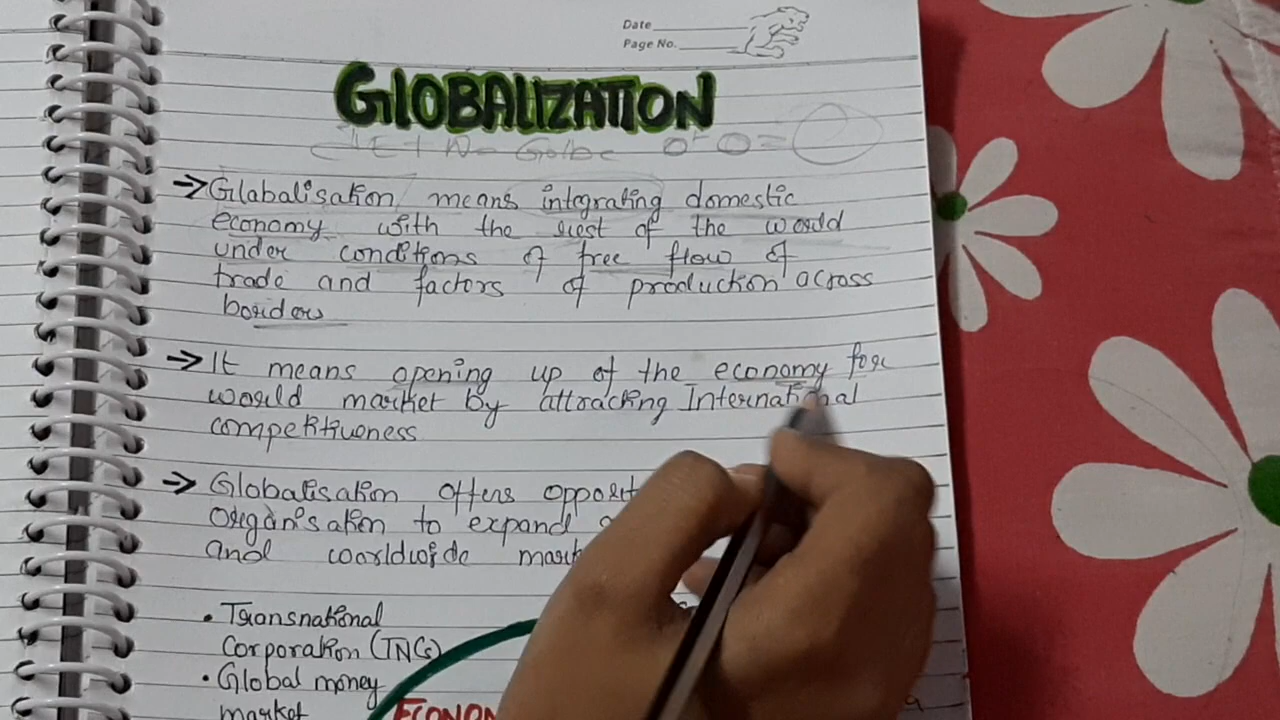 Date
Page No.
GlOBALIZATION
→ Glabalisation means integrating domestic
economy with the rest of the world
under conditions of free flow of
trade and factors of production across
borders
→ It means opening up of the economy for
world market by attracting International
competitiveness
→ Globalisation offers
Organisation to expand
and worldwide
• Transnational
Corporation (TNCs)
• Global money
market